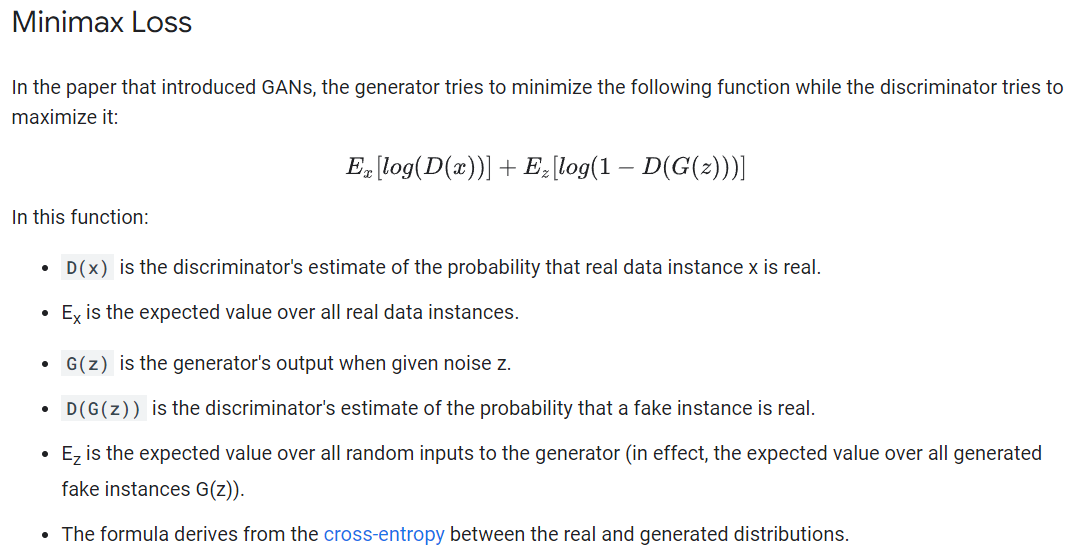 Minimax Loss
In the paper that introduced GANs, the generator tries to minimize the following function while the discriminator tries to
maximize it:
Eₓ[log(D(x))] + E_z[log(1 − D(G(z)))]
In this function:
• D(x) is the discriminator's estimate of the probability that real data instance x is real.
• Eₓ is the expected value over all real data instances.
• G(z) is the generator's output when given noise z.
• D(G(z)) is the discriminator's estimate of the probability that a fake instance is real.
• E_z is the expected value over all random inputs to the generator (in effect, the expected value over all generated
fake instances G(z)).
• The formula derives from the cross-entropy between the real and generated distributions.